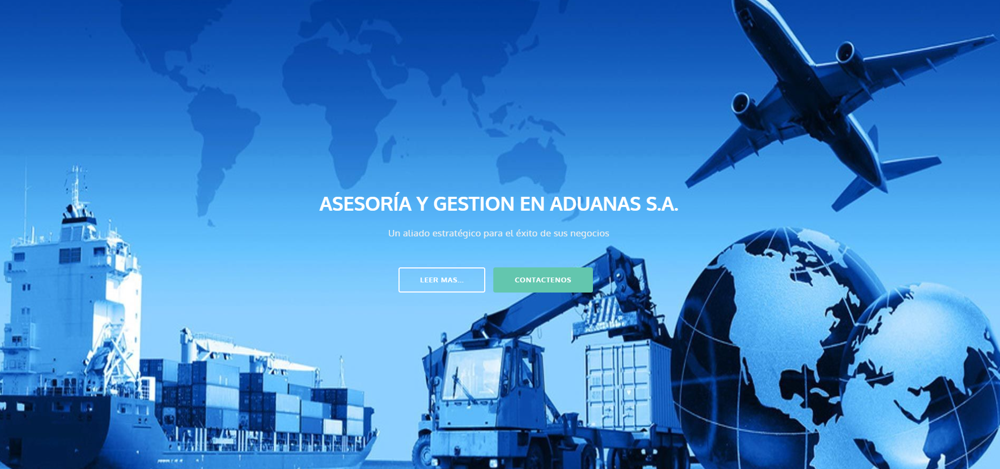 ASESORÍA Y GESTION EN ADUANAS S.A.
Un aliado estratégico para el éxito de sus negocios
LEER MAS...
CONTACTENOS